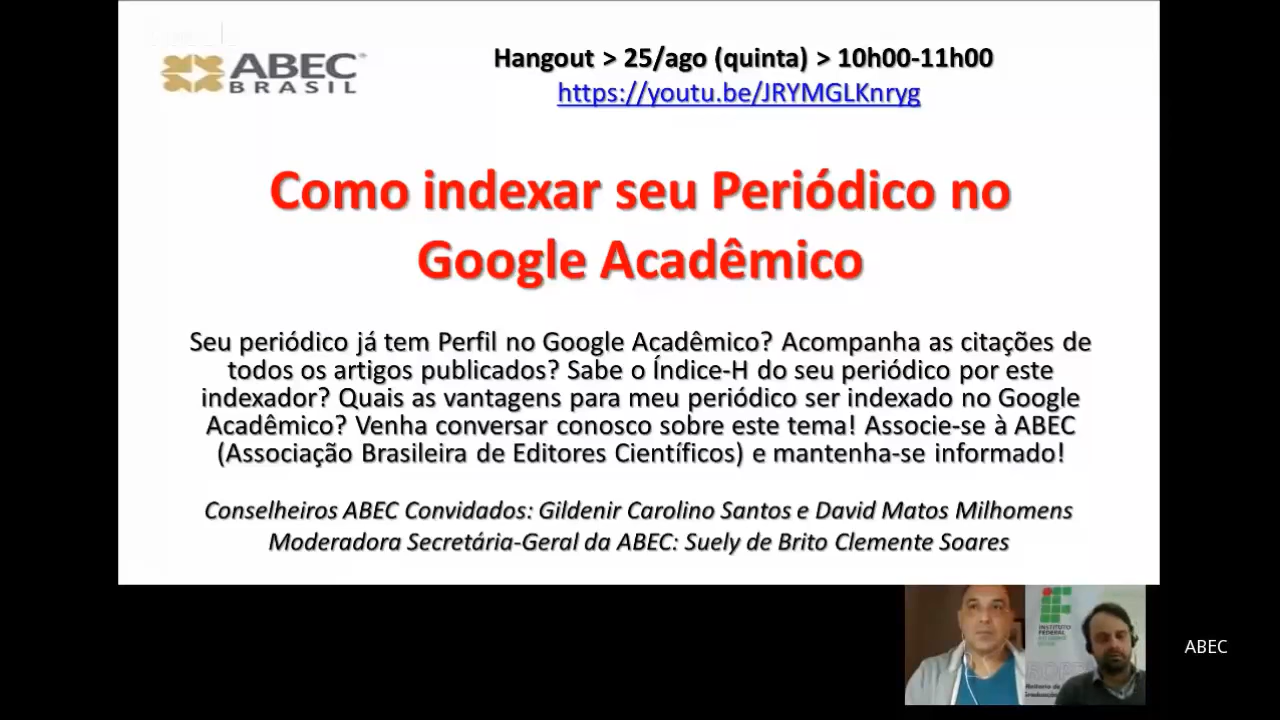 ABEC
BRASIL
Hangout > 25/ago (quinta) > 10h00-11h00
https://youtu.be/JRYMGLKnryg
Como indexar seu Periódico no
Google Acadêmico
Seu periódico já tem Perfil no Google Acadêmico? Acompanha as citações de
todos os artigos publicados? Sabe o Índice-H do seu periódico por este
indexador? Quais as vantagens para meu periódico ser indexado no Google
Acadêmico? Venha conversar conosco sobre este tema! Associe-se à ABEC
(Associação Brasileira de Editores Científicos) e mantenha-se informado!
Conselheiros ABEC Convidados: Gildenir Carolino Santos e David Matos Milhomens
Moderadora Secretária-Geral da ABEC: Suely de Brito Clemente Soares
INSTITUTO
FEDERAL
ABEC